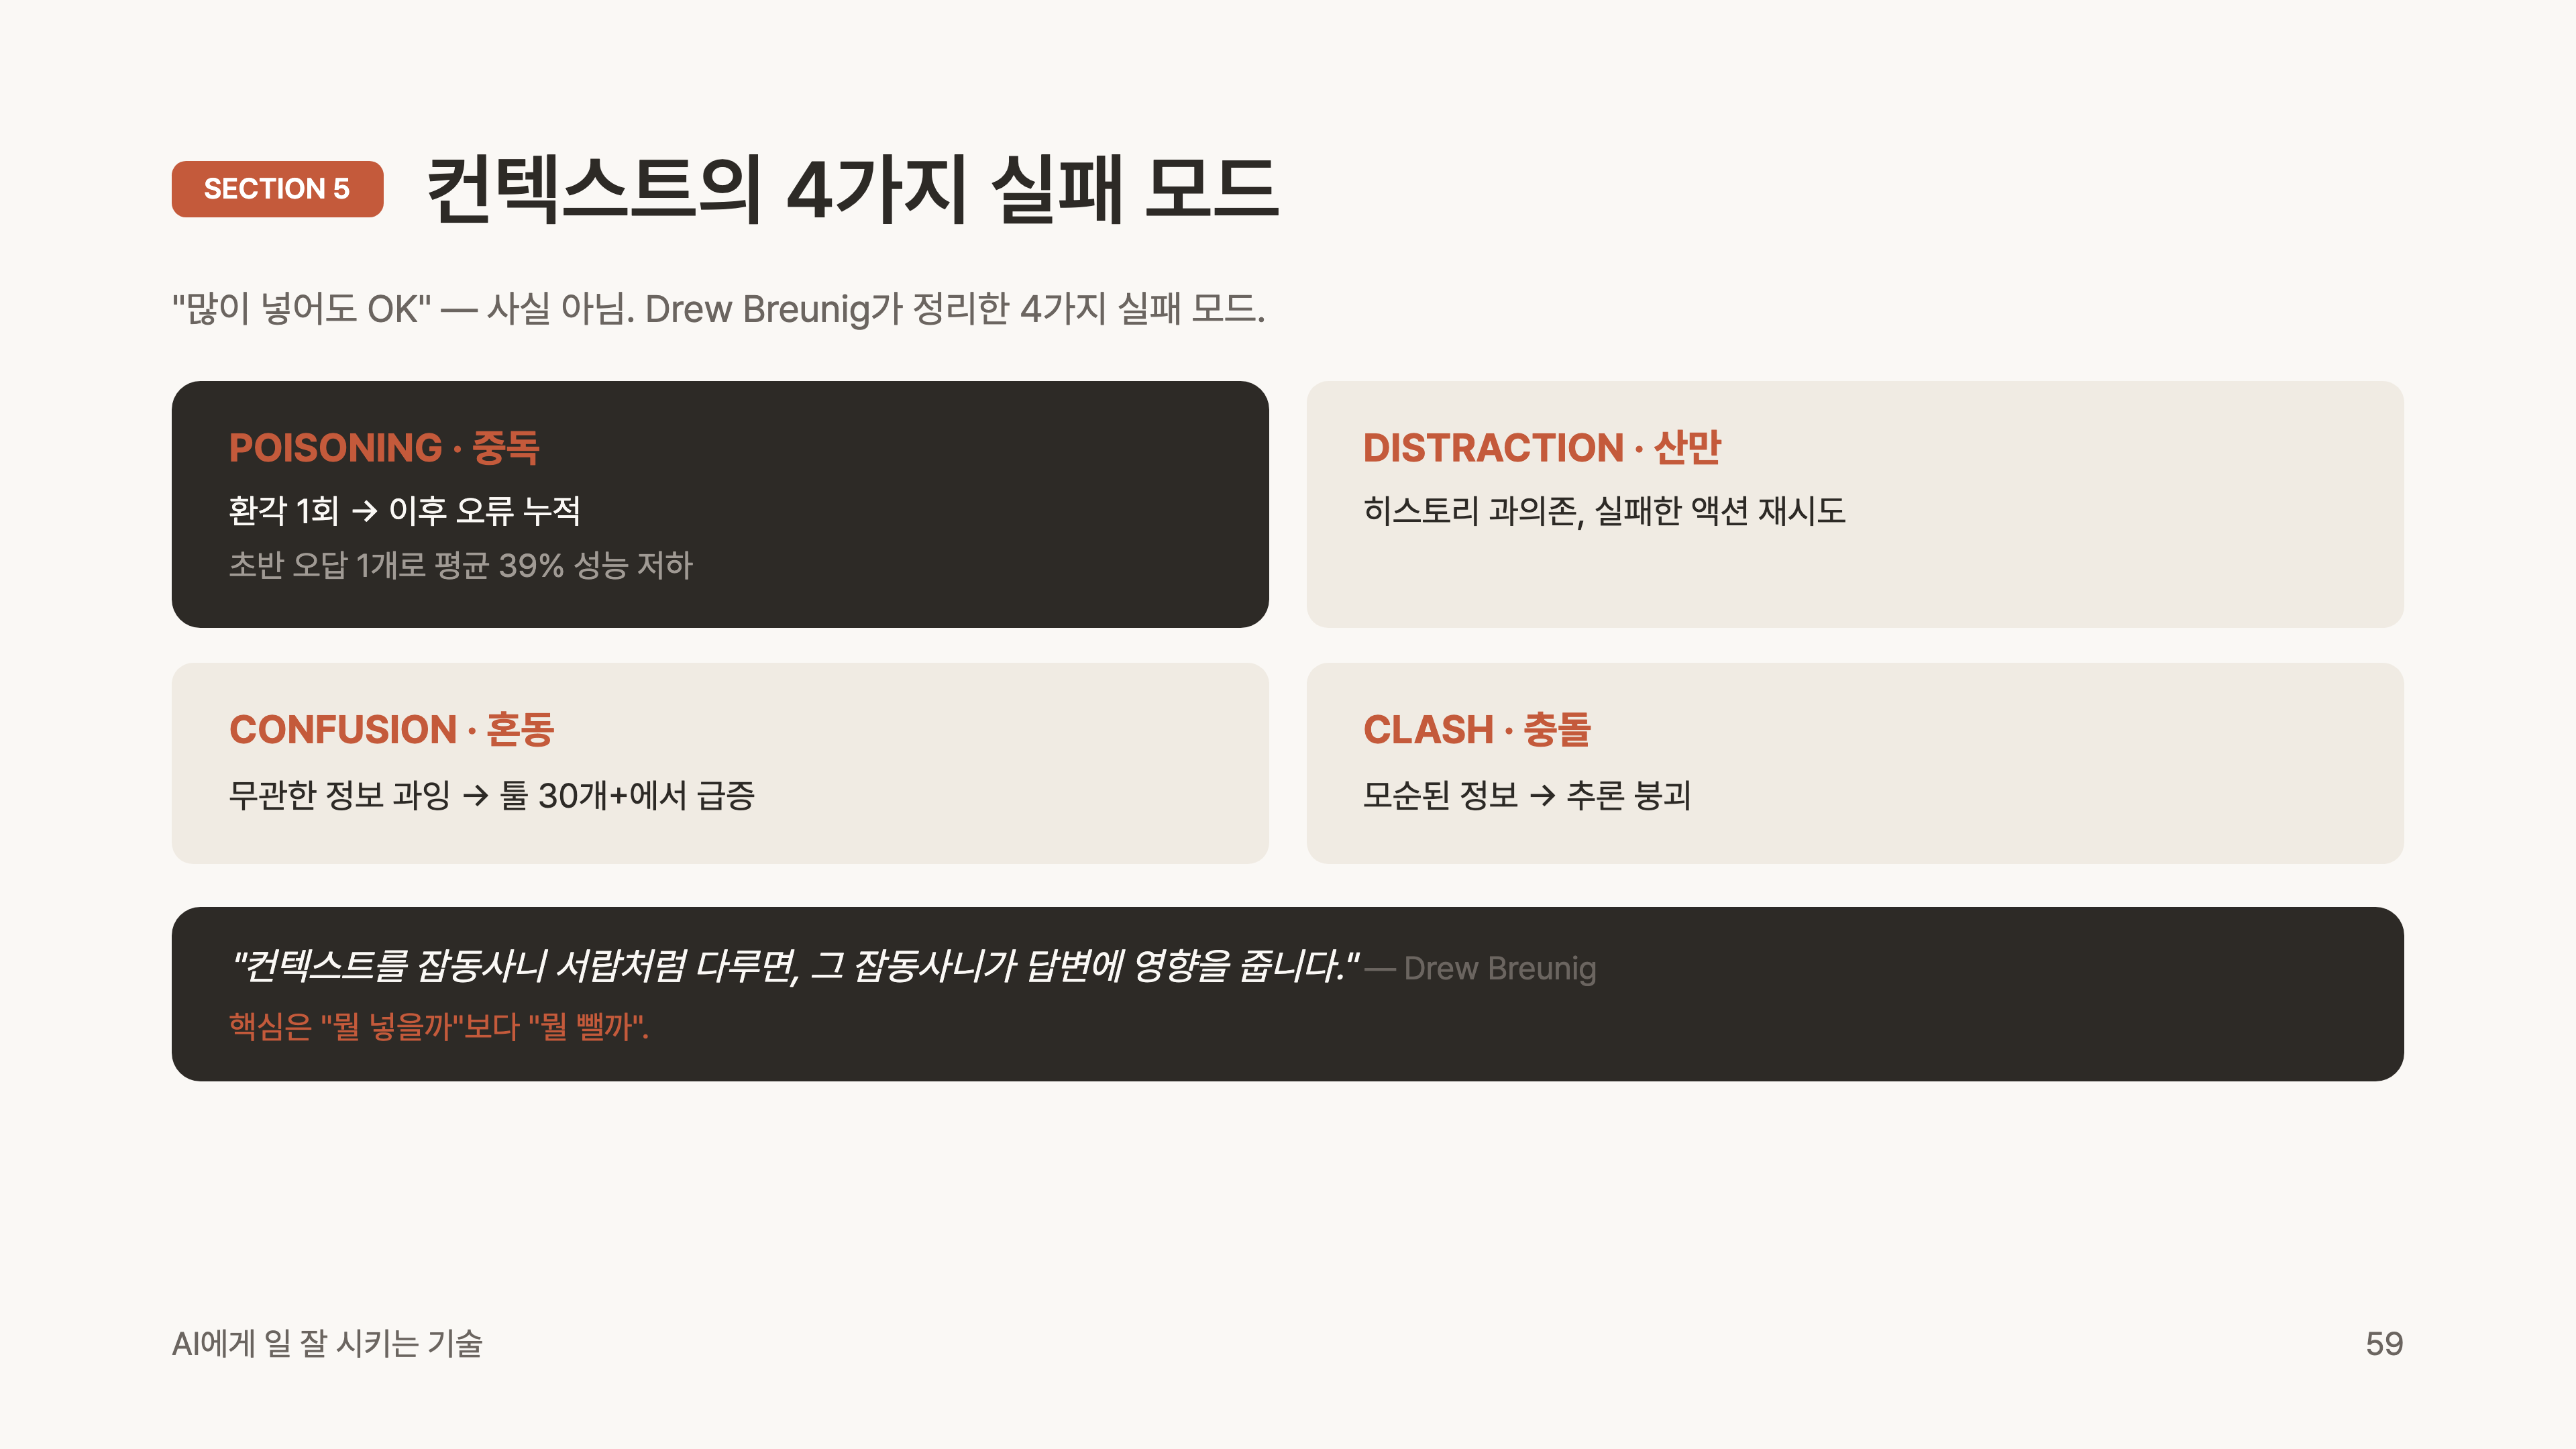 SECTION 5
컨텍스트의 4가지 실패 모드
"많이 넣어도 OK" — 사실 아님. Drew Breunig가 정리한 4가지 실패 모드.
POISONING · 중독
환각 1회 → 이후 오류 누적
초반 오답 1개로 평균 39% 성능 저하
DISTRACTION · 산만
히스토리 과의존, 실패한 액션 재시도
CONFUSION · 혼동
무관한 정보 과잉 → 툴 30개+에서 급증
CLASH · 충돌
모순된 정보 → 추론 붕괴
"컨텍스트를 잡동사니 서랍처럼 다루면, 그 잡동사니가 답변에 영향을 줍니다." — Drew Breunig
핵심은 "뭘 넣을까"보다 "뭘 뺄까".
AI에게 일 잘 시키는 기술
59